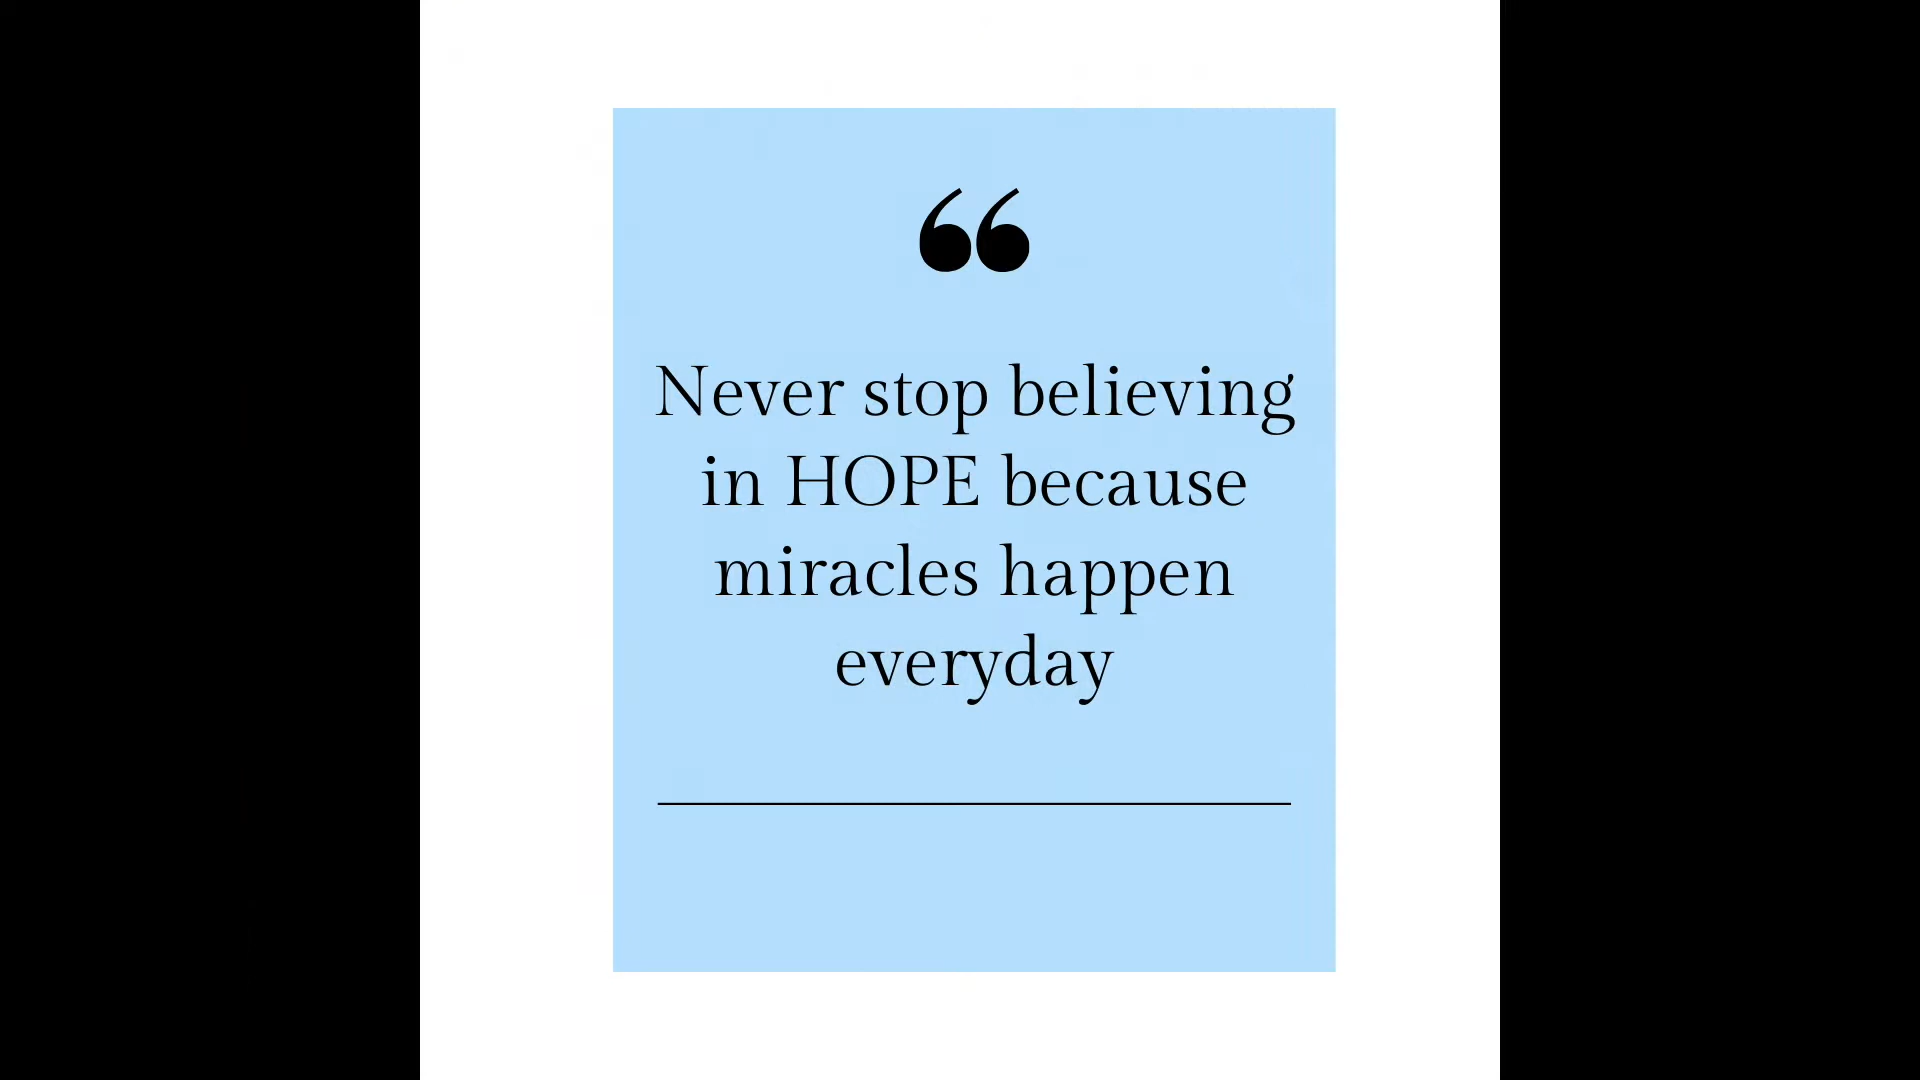 “
Never stop believing
in HOPE because
miracles happen
everyday